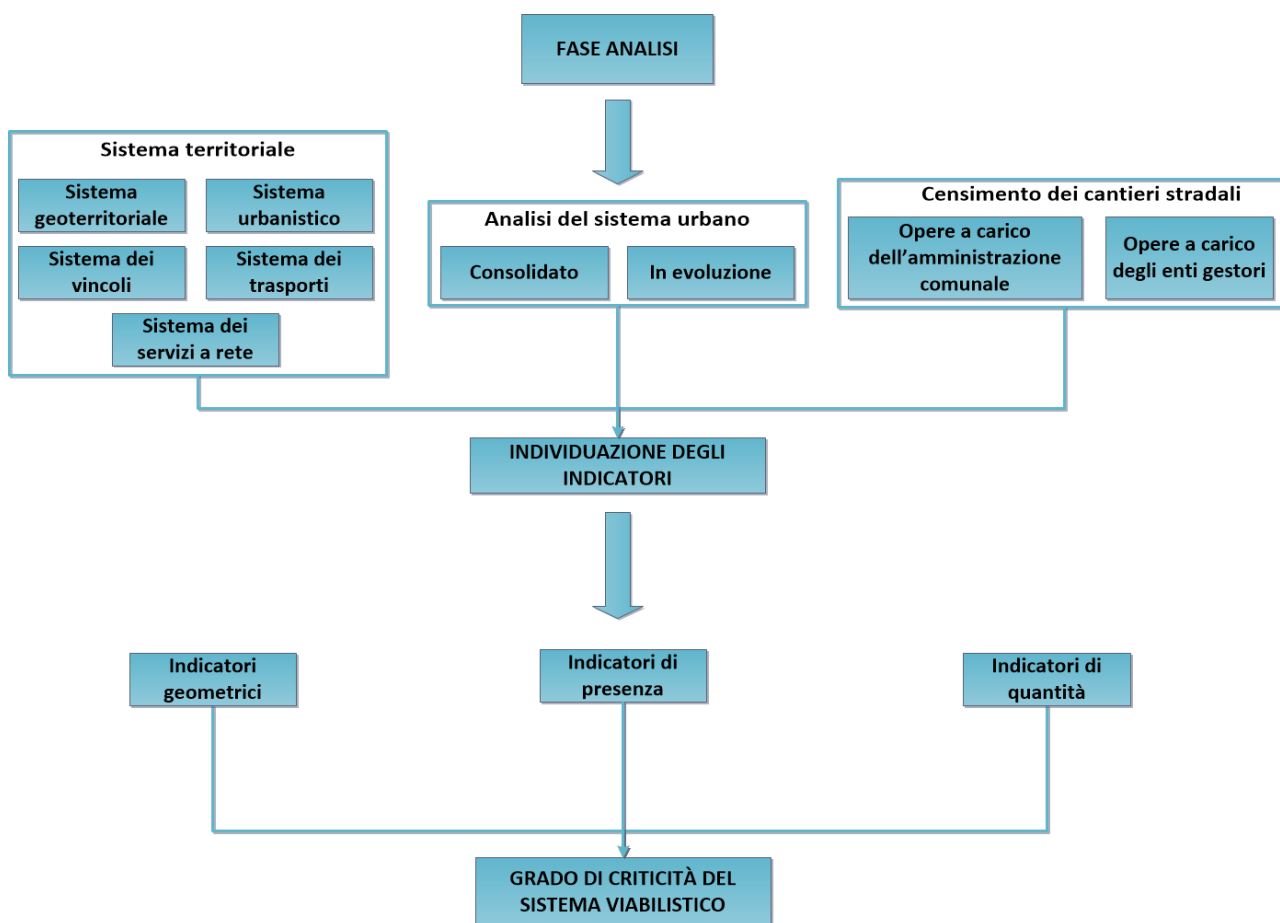 FASE ANALISI
Sistema territoriale
Sistema
geoterritoriale
Sistema
urbanistico
Sistema dei
vincoli
Sistema dei
trasporti
Sistema dei
servizi a rete
Analisi del sistema urbano
Consolidato
In evoluzione
Censimento dei cantieri stradali
Opere a carico
dell’amministrazione
comunale
Opere a carico
degli enti gestori
INDIVIDUAZIONE DEGLI
INDICATORI
Indicatori
geometrici
Indicatori di
presenza
Indicatori di
quantità
GRADO DI CRITICITÀ DEL
SISTEMA VIABILISTICO